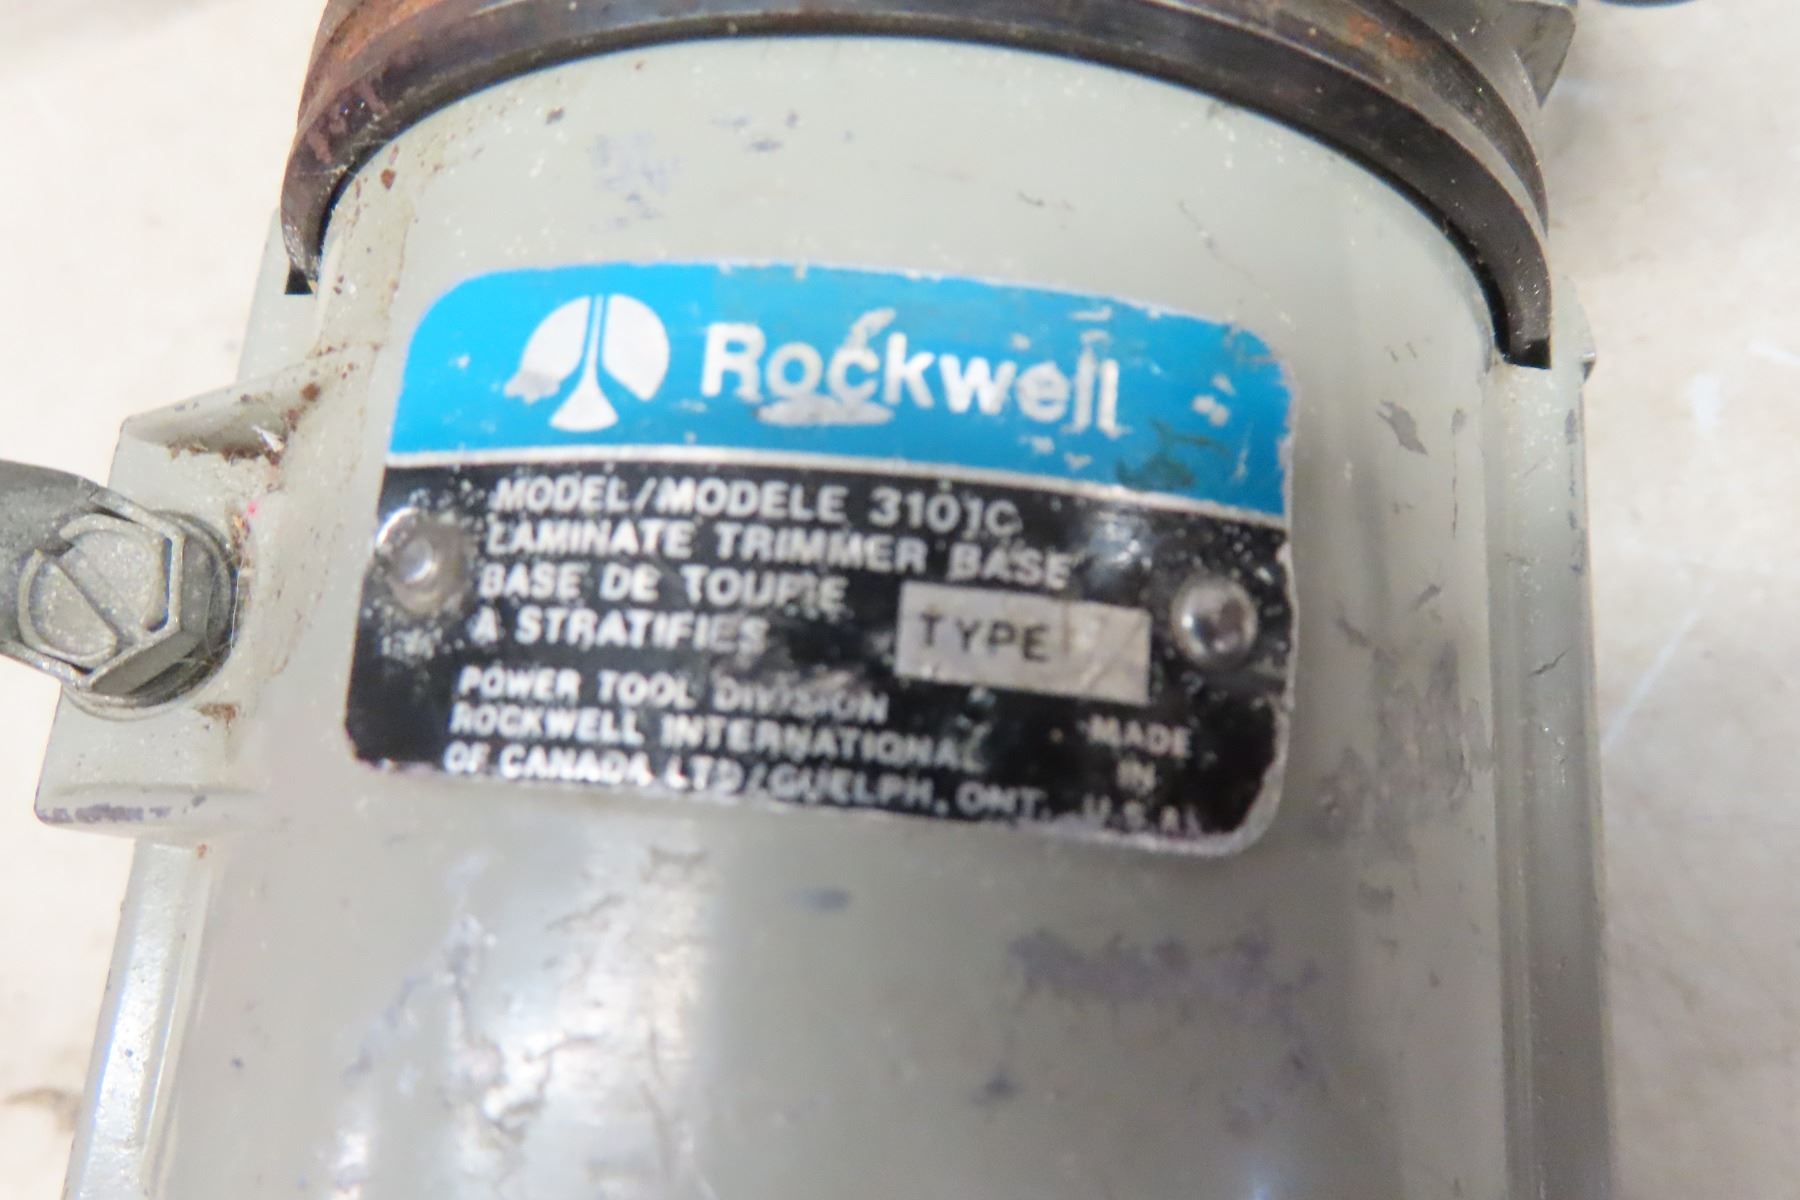 Rockwell
MODEL/MODELE 3101C
LAMINATE TRIMMER BASE
BASE DE TOUPIE
A STRATIFIES
TYPE
POWER TOOL DIVISION
ROCKWELL INTERNATIONAL
OF CANADA LTD/GUELPH, ONT.
MADE
IN
U.S.A.